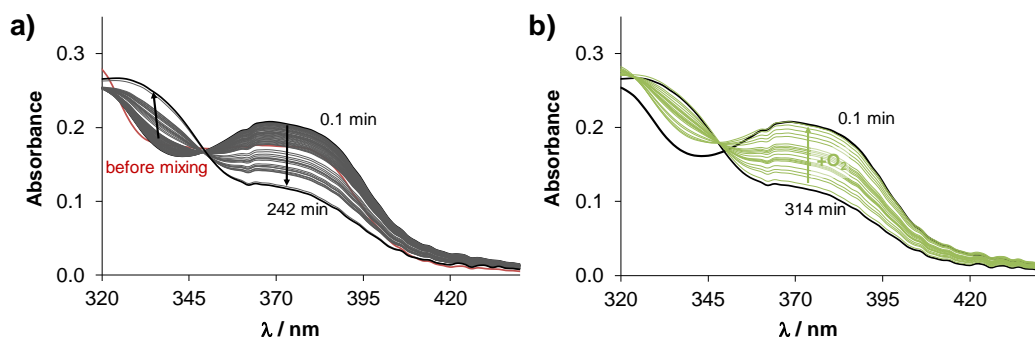 a)
0.3
0.2
0.1
0.0
Absorbance
before mixing
0.1 min
242 min
320 345 370 395 420
λ / nm
b)
0.3
0.2
0.1
0.0
Absorbance
0.1 min
+O₂
314 min
320 345 370 395 420
λ / nm